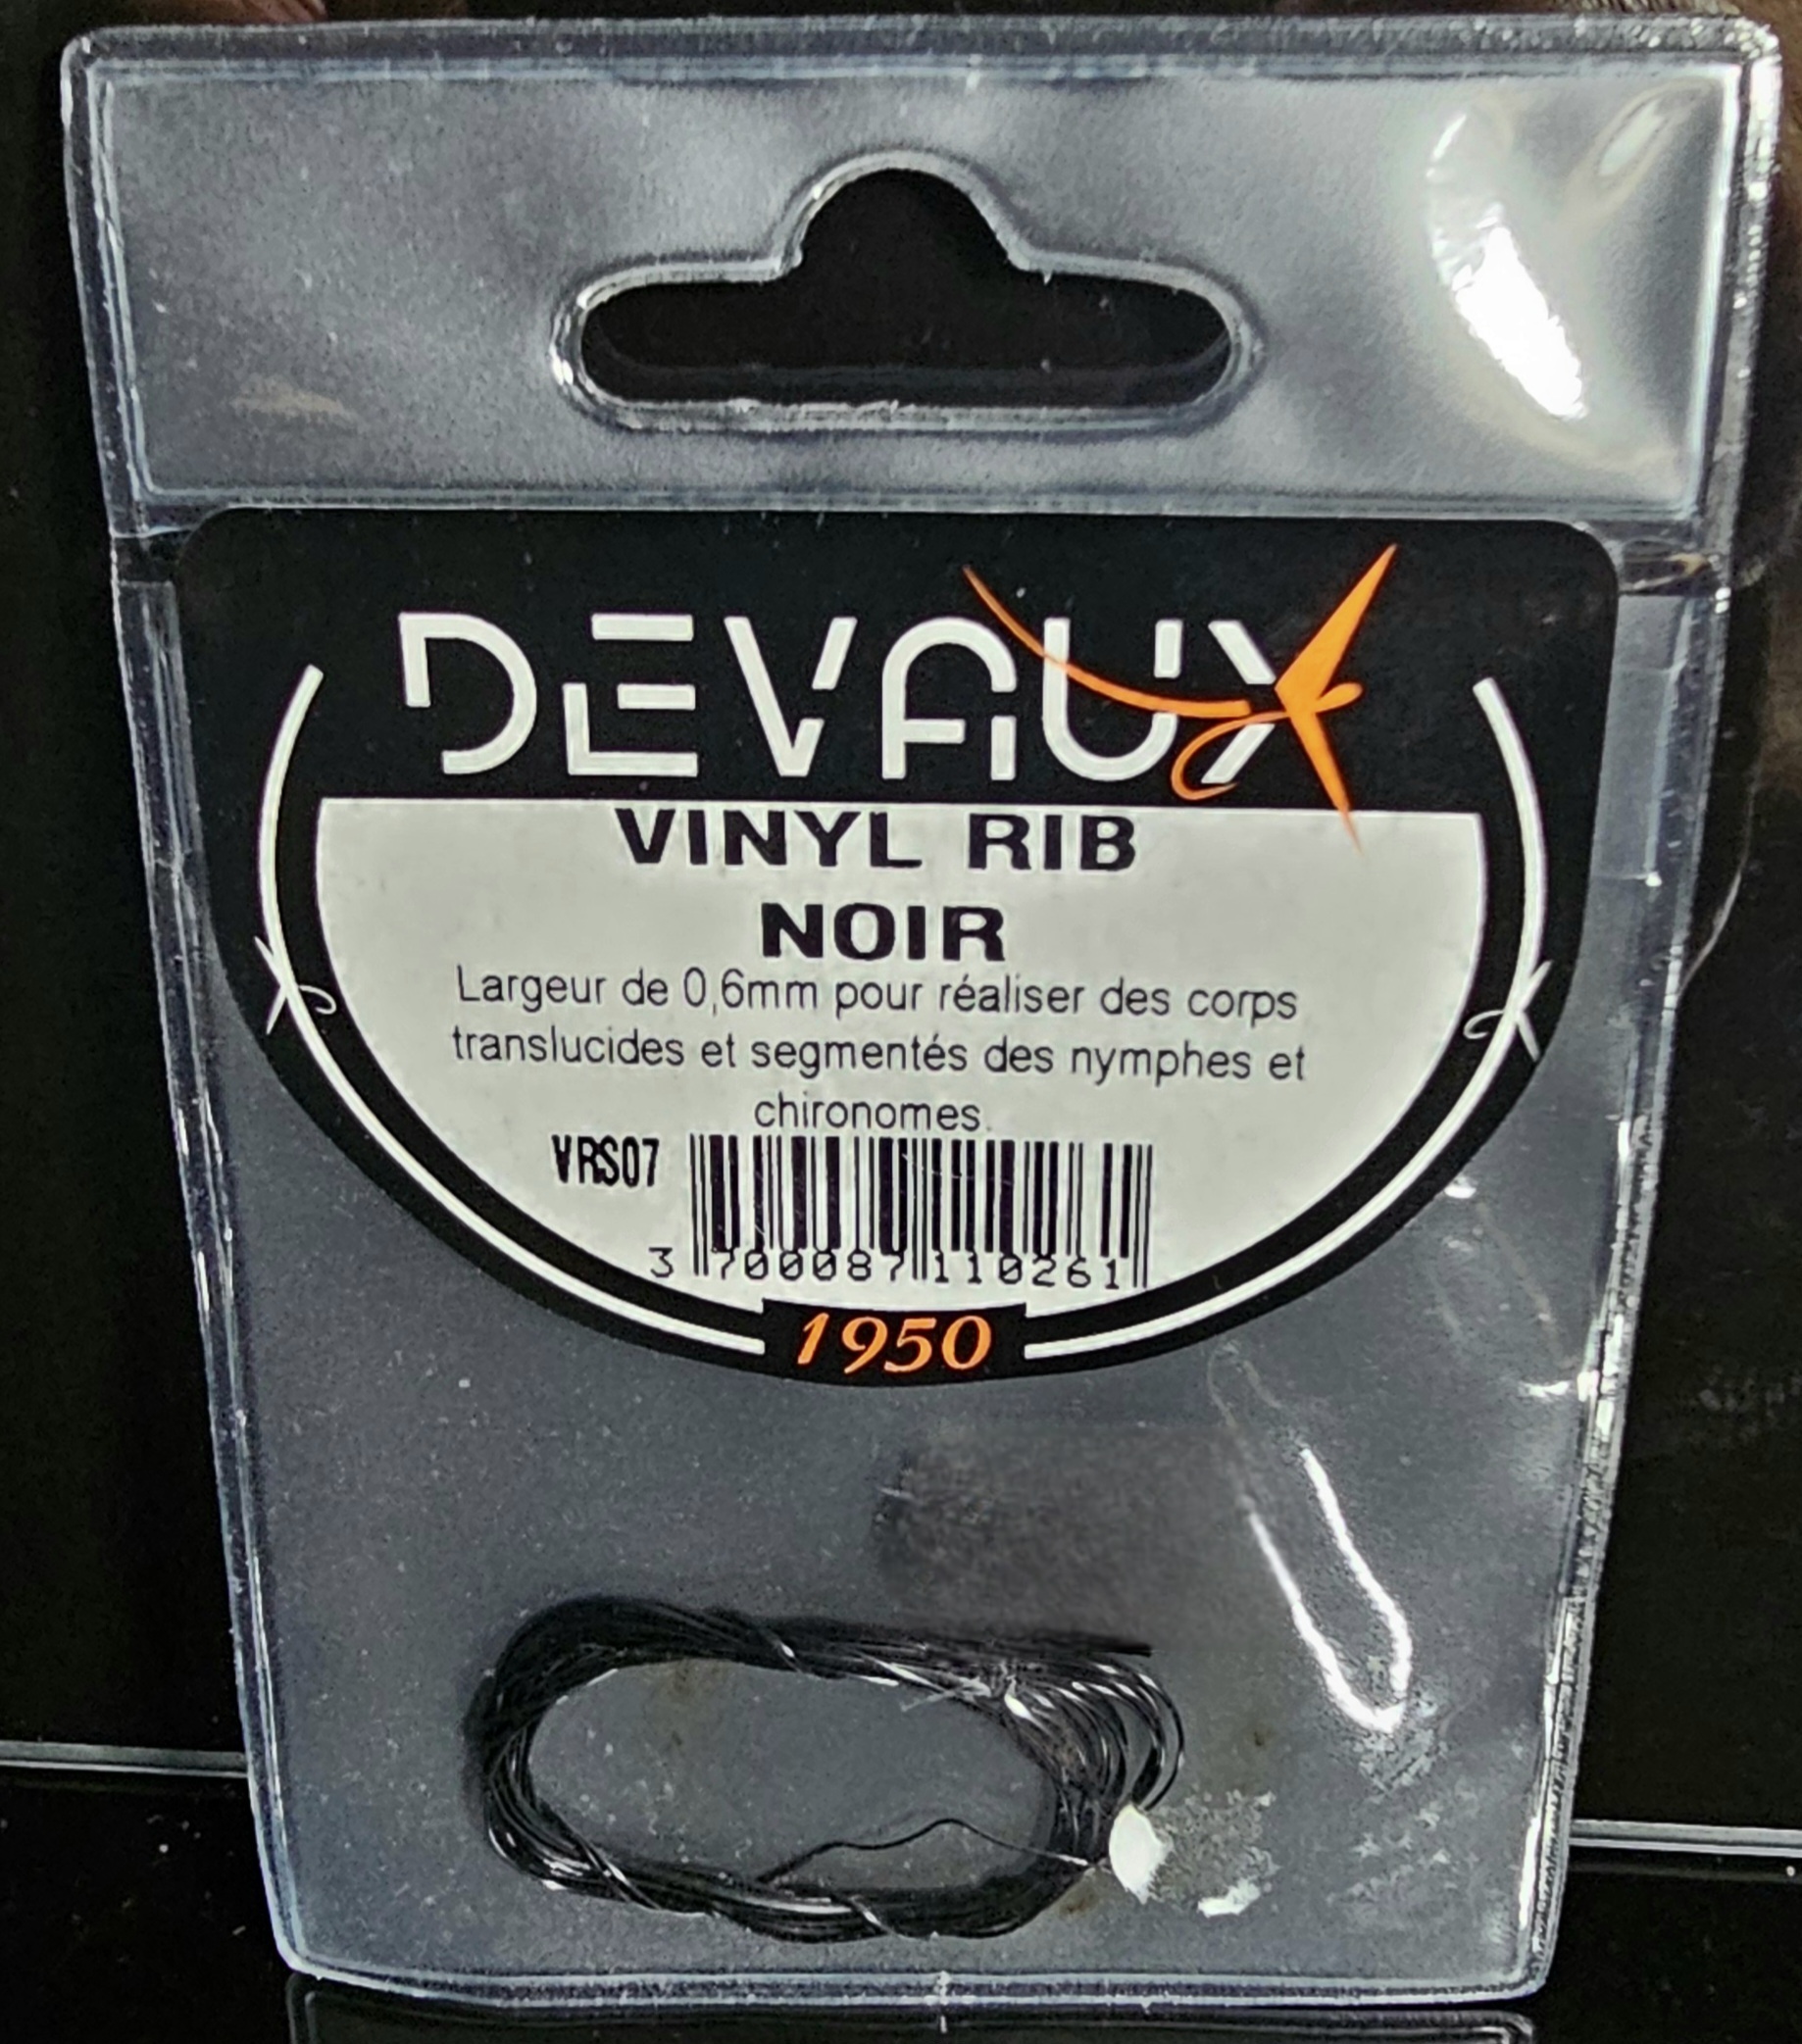 DEVAUX
VINYL RIB
NOIR
Largeur de 0,6mm pour réaliser des corps
translucides et segmentés des nymphes et
chironomes.
VRS07
3 700087 110261
1950